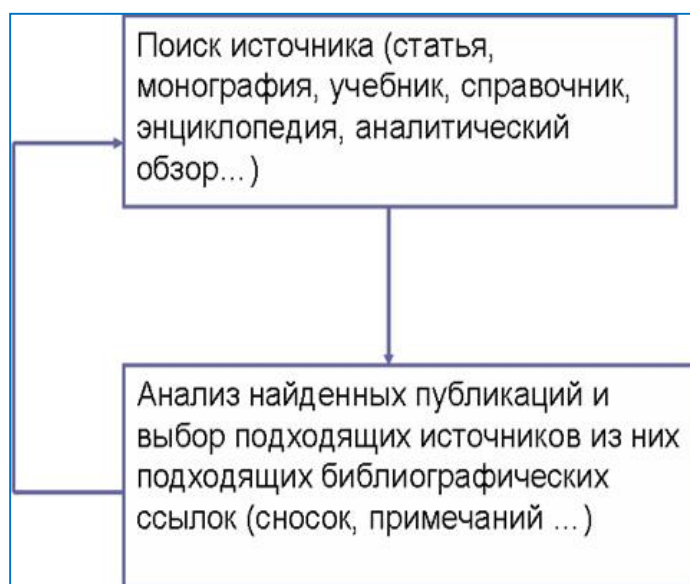 Поиск источника (статья,
монография, учебник, справочник,
энциклопедия, аналитический
обзор…)
Анализ найденных публикаций и
выбор подходящих источников из них
подходящих библиографических
ссылок (сносок, примечаний …)